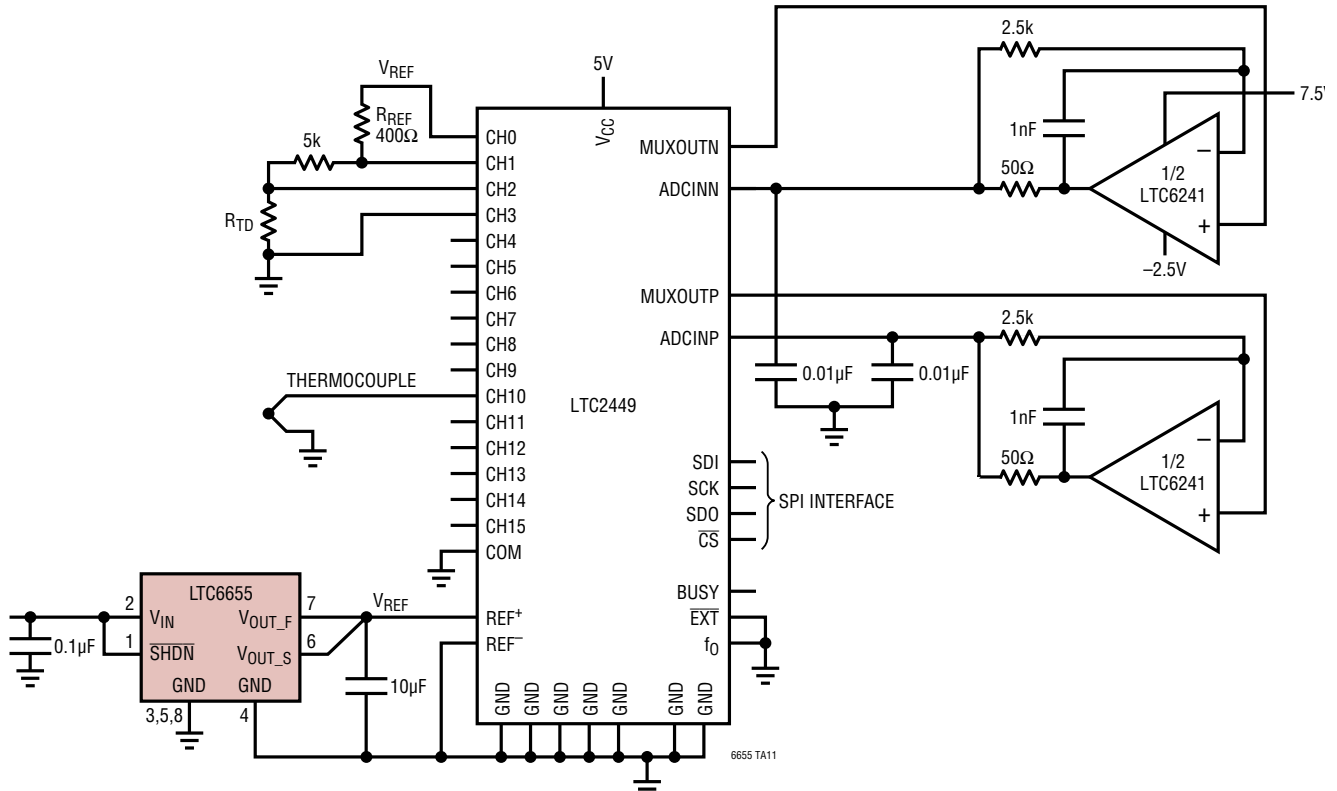 5V
VCC
VREF
RREF
400Ω
5k
RTD
CH0
CH1
CH2
CH3
CH4
CH5
CH6
CH7
CH8
CH9
CH10
CH11
CH12
CH13
CH14
CH15
COM
REF+
REF–
THERMOCOUPLE
LTC2449
MUXOUTN
ADCINN
MUXOUTP
ADCINP
SDI
SCK
SDO
CS
SPI INTERFACE
BUSY
EXT
fO
GND
GND
GND
GND
GND
GND
GND
2.5k
1nF
50Ω
7.5V
–
1/2
LTC6241
+
–2.5V
2.5k
0.01µF
0.01µF
1nF
50Ω
–
1/2
LTC6241
+
LTC6655
2
VIN
VOUT_F
7
VREF
1
SHDN
VOUT_S
6
0.1µF
GND
GND
3,5,8
4
10µF
6655 TA11